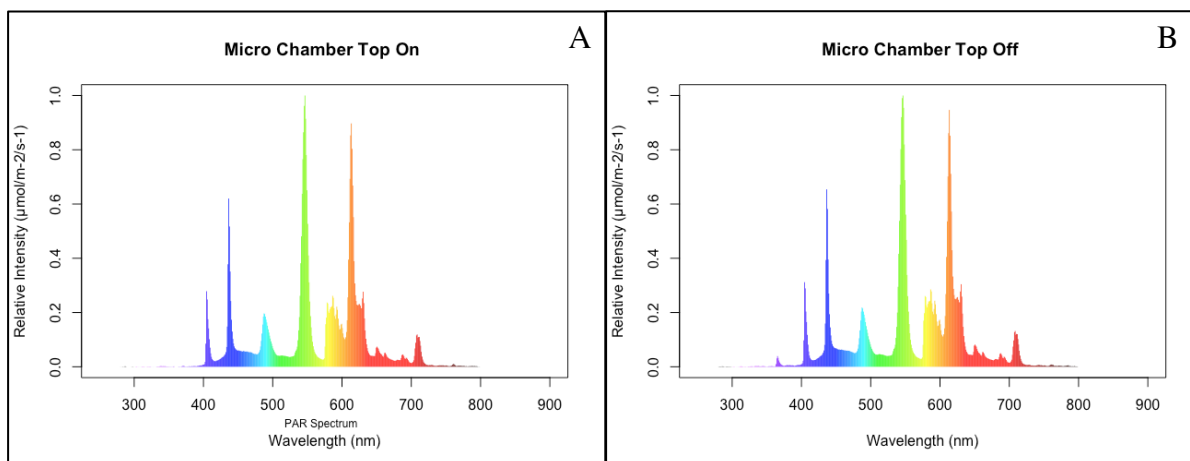 Micro Chamber Top On
A
Relative Intensity (µmol/m-2/s-1)
1.0
0.8
0.6
0.4
0.2
0.0
300 400 500 600 700 800 900
PAR Spectrum
Wavelength (nm)
Micro Chamber Top Off
B
Relative Intensity (µmol/m-2/s-1)
1.0
0.8
0.6
0.4
0.2
0.0
300 400 500 600 700 800 900
Wavelength (nm)